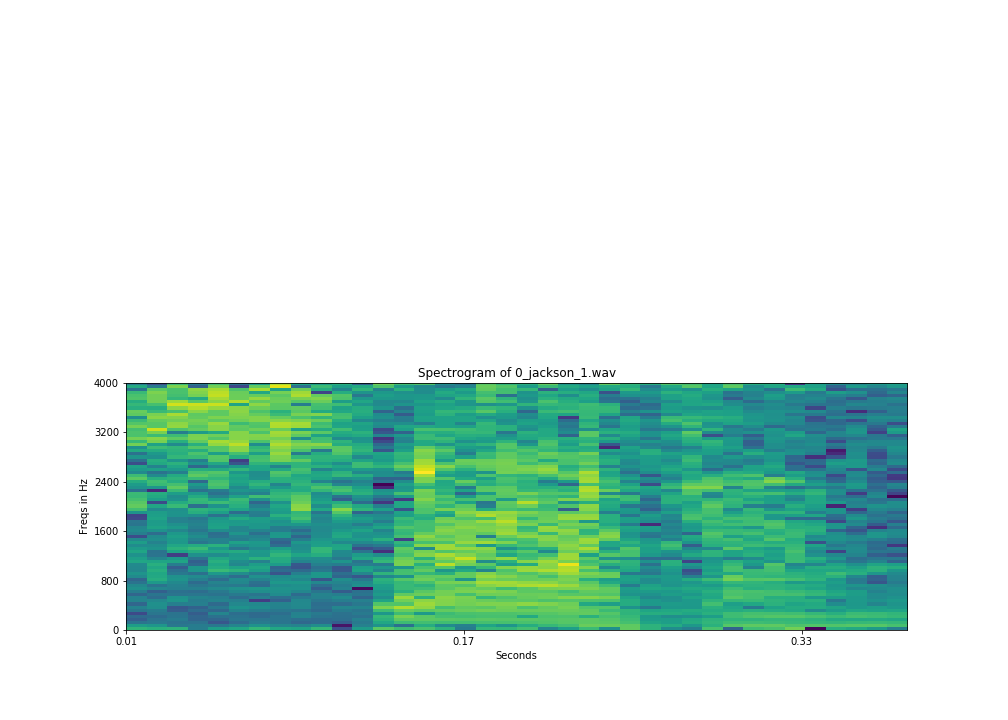 Spectrogram of 0_jackson_1.wav
4000
3200
2400
1600
800
0
Freqs in Hz
0.01 0.17 0.33
Seconds